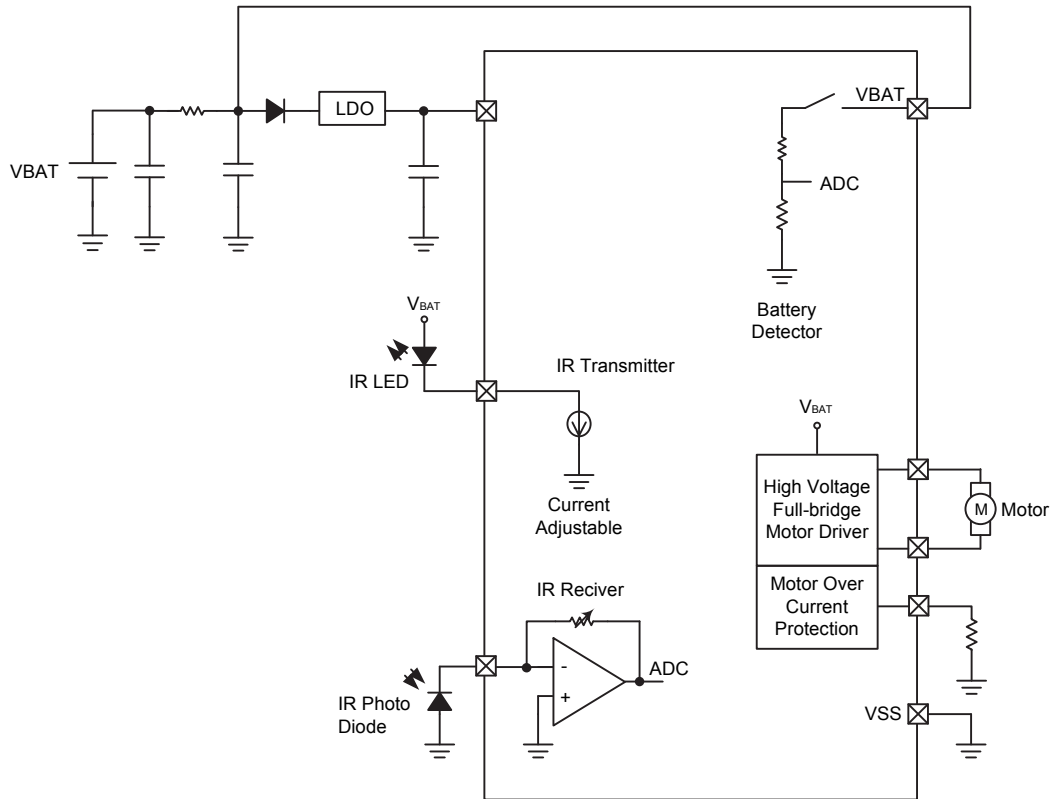 LDO
VBAT
VBAT
ADC
Battery
Detector
VBAT
IR LED
IR Transmitter
Current
Adjustable
VBAT
High Voltage
Full-bridge
Motor Driver
M
Motor
Motor Over
Current
Protection
IR Reciver
-
+
ADC
IR Photo
Diode
VSS